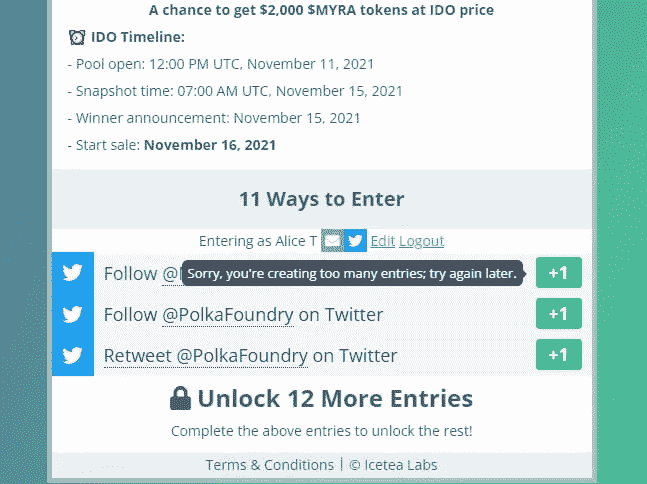 A chance to get $2,000 $MYRA tokens at IDO price
IDO Timeline:
- Pool open: 12:00 PM UTC, November 11, 2021
- Snapshot time: 07:00 AM UTC, November 15, 2021
- Winner announcement: November 15, 2021
- Start sale: November 16, 2021
11 Ways to Enter
Entering as Alice T Edit Logout
Follow @ Sorry, you're creating too many entries; try again later. +1
Follow @PolkaFoundry on Twitter +1
Retweet @PolkaFoundry on Twitter +1
Unlock 12 More Entries
Complete the above entries to unlock the rest!
Terms & Conditions | © Icetea Labs